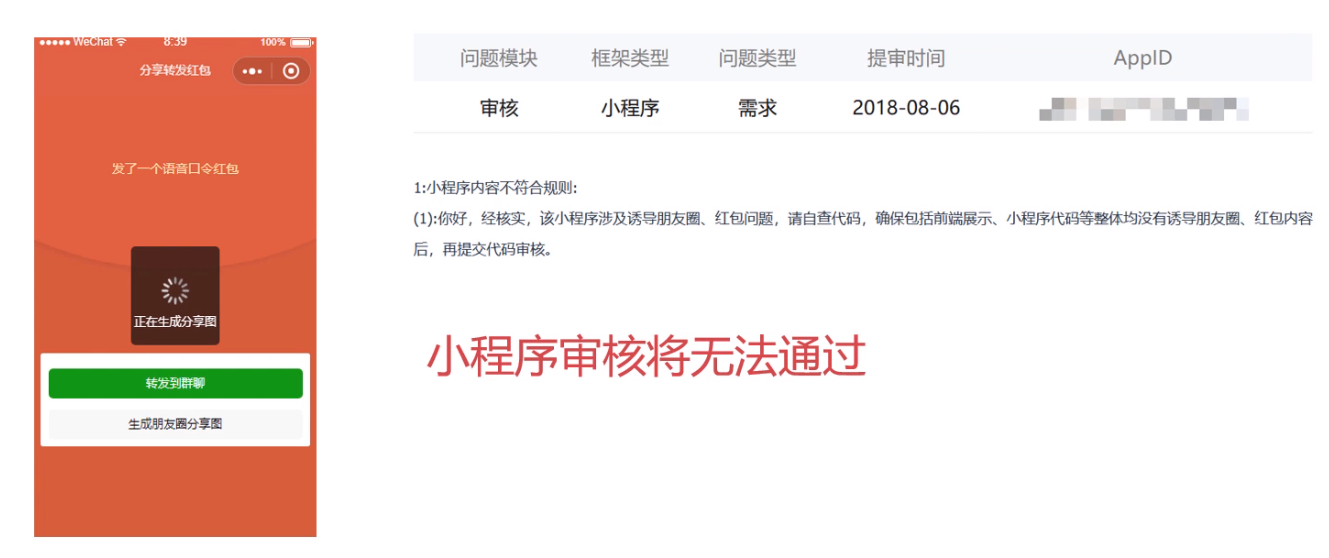 WeChat 8:39 100%
分享转发红包
发了一个语音口令红包
正在生成分享图
转发到群聊
生成朋友圈分享图
问题模块 框架类型 问题类型 提审时间 AppID
审核 小程序 需求 2018-08-06
1:小程序内容不符合规则:
(1):你好，经核实，该小程序涉及诱导朋友圈、红包问题，请自查代码，确保包括前端展示、小程序代码等整体均没有诱导朋友圈、红包内容
后，再提交代码审核。
小程序审核将无法通过